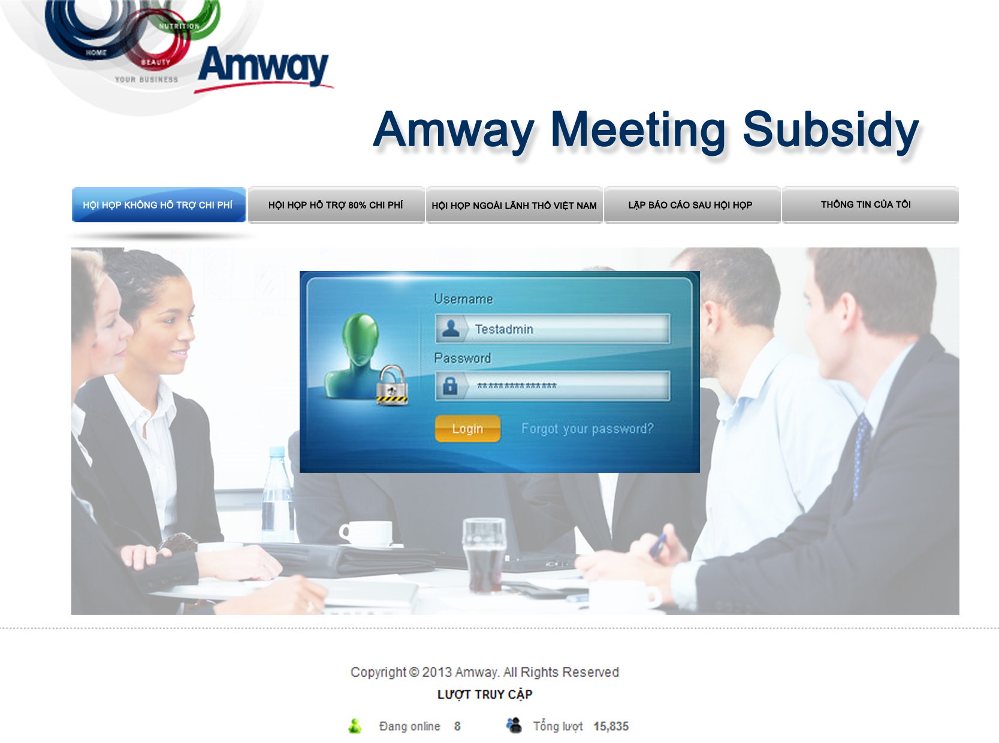 NUTRITION
HOME
BEAUTY
YOUR BUSINESS
Amway
Amway Meeting Subsidy
HỘI HỌP KHÔNG HỖ TRỢ CHI PHÍ
HỘI HỌP HỖ TRỢ 80% CHI PHÍ
HỘI HỌP NGOÀI LÃNH THỔ VIỆT NAM
LẬP BÁO CÁO SAU HỘI HỌP
THÔNG TIN CỦA TÔI
Username
Testadmin
Password
***************
Login Forgot your password?
Copyright © 2013 Amway. All Rights Reserved
LƯỢT TRUY CẬP
Đang online 8 Tổng lượt 15,835